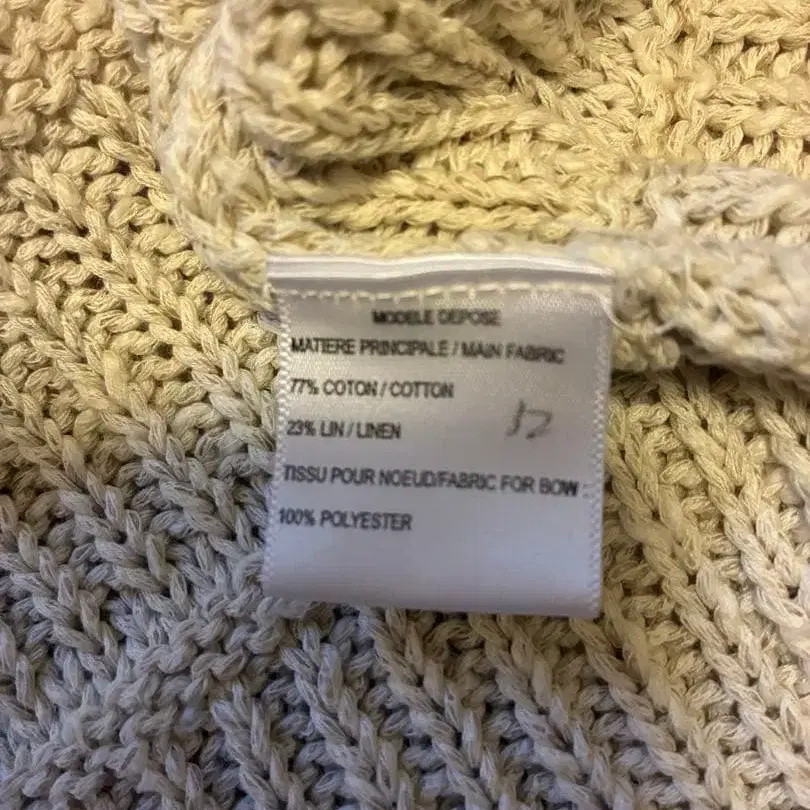 MODELE DEPOSE
MATIERE PRINCIPALE / MAIN FABRIC
77% COTON / COTTON
23% LIN / LINEN
TISSU POUR NOEUD/FABRIC FOR BOW :
100% POLYESTER